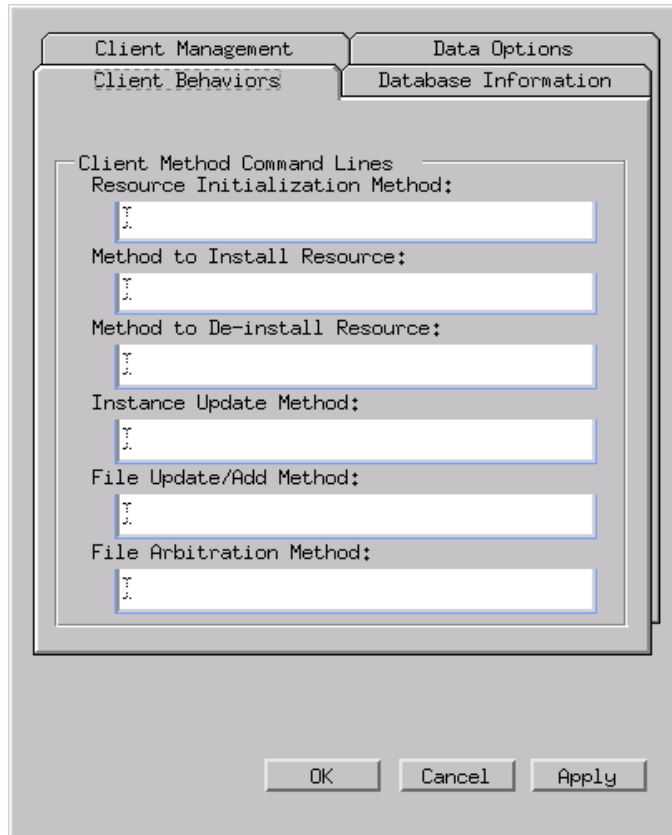 Client Management
Data Options
Client Behaviors
Database Information
Client Method Command Lines
Resource Initialization Method:
Method to Install Resource:
Method to De-install Resource:
Instance Update Method:
File Update/Add Method:
File Arbitration Method:
OK
Cancel
Apply